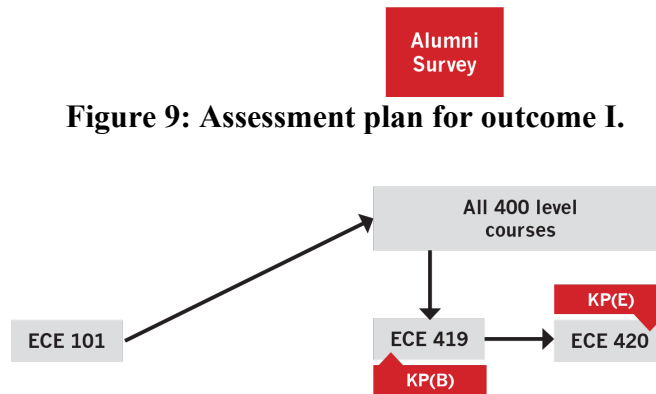 Alumni
Survey
Figure 9: Assessment plan for outcome I.
All 400 level
courses
KP(E)
ECE 101
ECE 419
ECE 420
KP(B)